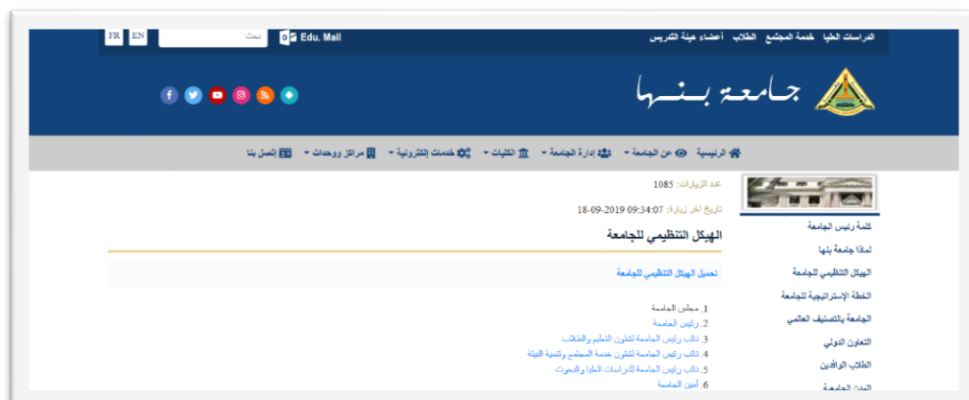 الدراسات العليا خدمة المجتمع الطلاب أعضاء هيئة التدريس
Edu. Mail بحث EN FR
جامعة بنها
الرئيسية عن الجامعة إدارة الجامعة الكليات خدمات إلكترونية مراكز ووحدات إتصل بنا
عدد الزيارات: 1085
تاريخ آخر زيارة: 09:34:07 18-09-2019
الهيكل التنظيمي للجامعة
تحميل الهيكل التنظيمي للجامعة
1. مجلس الجامعة
2. رئيس الجامعة
3. نائب رئيس الجامعة لشئون التعليم والطلاب
4. نائب رئيس الجامعة لشئون خدمة المجتمع وتنمية البيئة
5. نائب رئيس الجامعة للدراسات العليا والبحوث
6. أمين الجامعة
كلمة رئيس الجامعة
لماذا جامعة بنها
الهيكل التنظيمي للجامعة
الخطة الإستراتيجية للجامعة
الجامعة بالتصنيف العالمي
التعاون الدولي
الطلاب الوافدين
المدن الجامعية